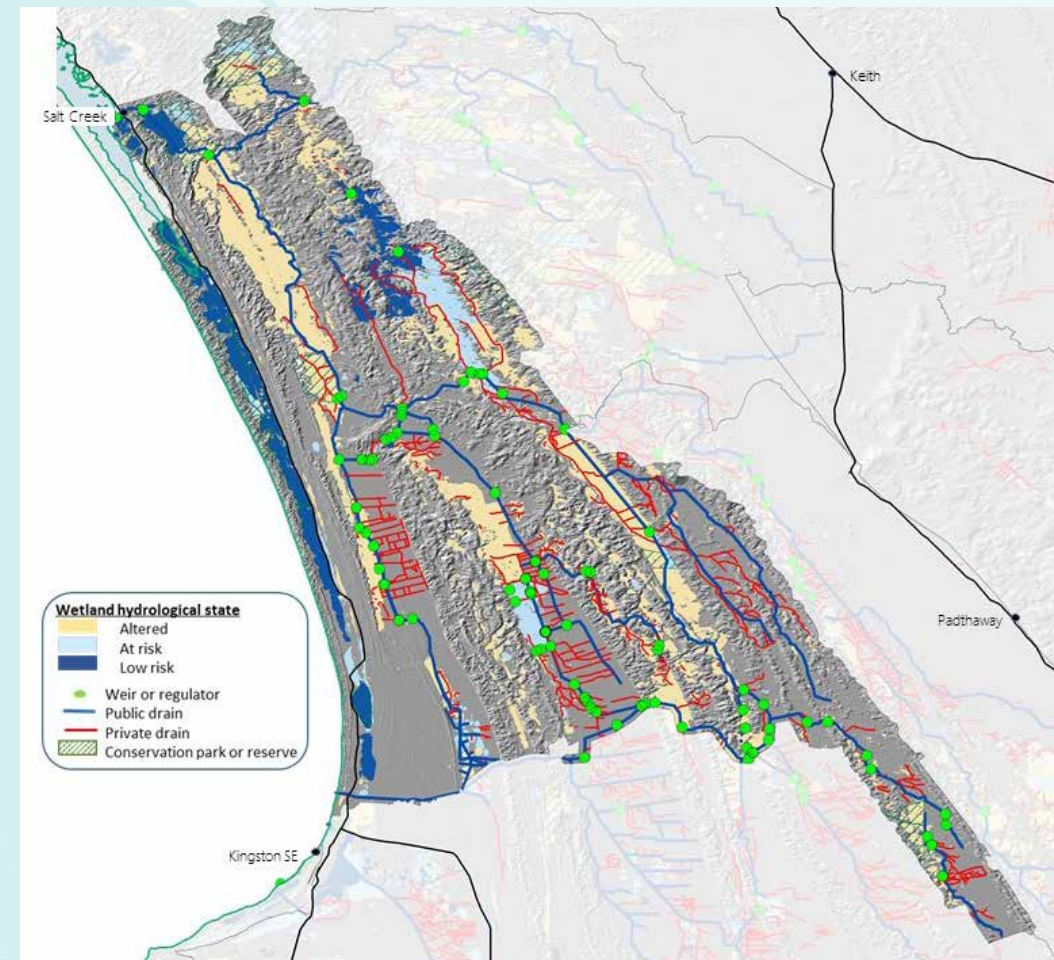 Keith
Salt Creek
Padthaway
Wetland hydrological state
Altered
At risk
Low risk
Weir or regulator
Public drain
Private drain
Conservation park or reserve
Kingston SE